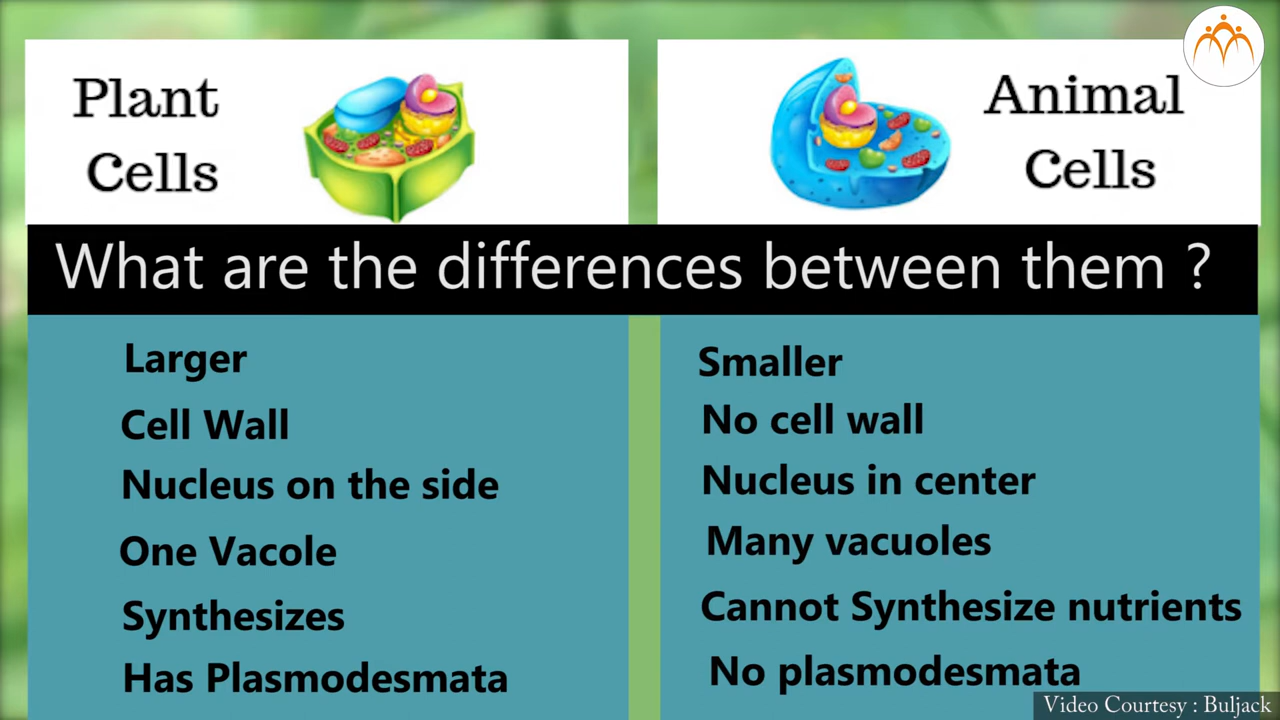 Plant
Cells
Animal
Cells
What are the differences between them ?
Larger
Cell Wall
Nucleus on the side
One Vacole
Synthesizes
Has Plasmodesmata
Smaller
No cell wall
Nucleus in center
Many vacuoles
Cannot Synthesize nutrients
No plasmodesmata
Video Courtesy : Buljack